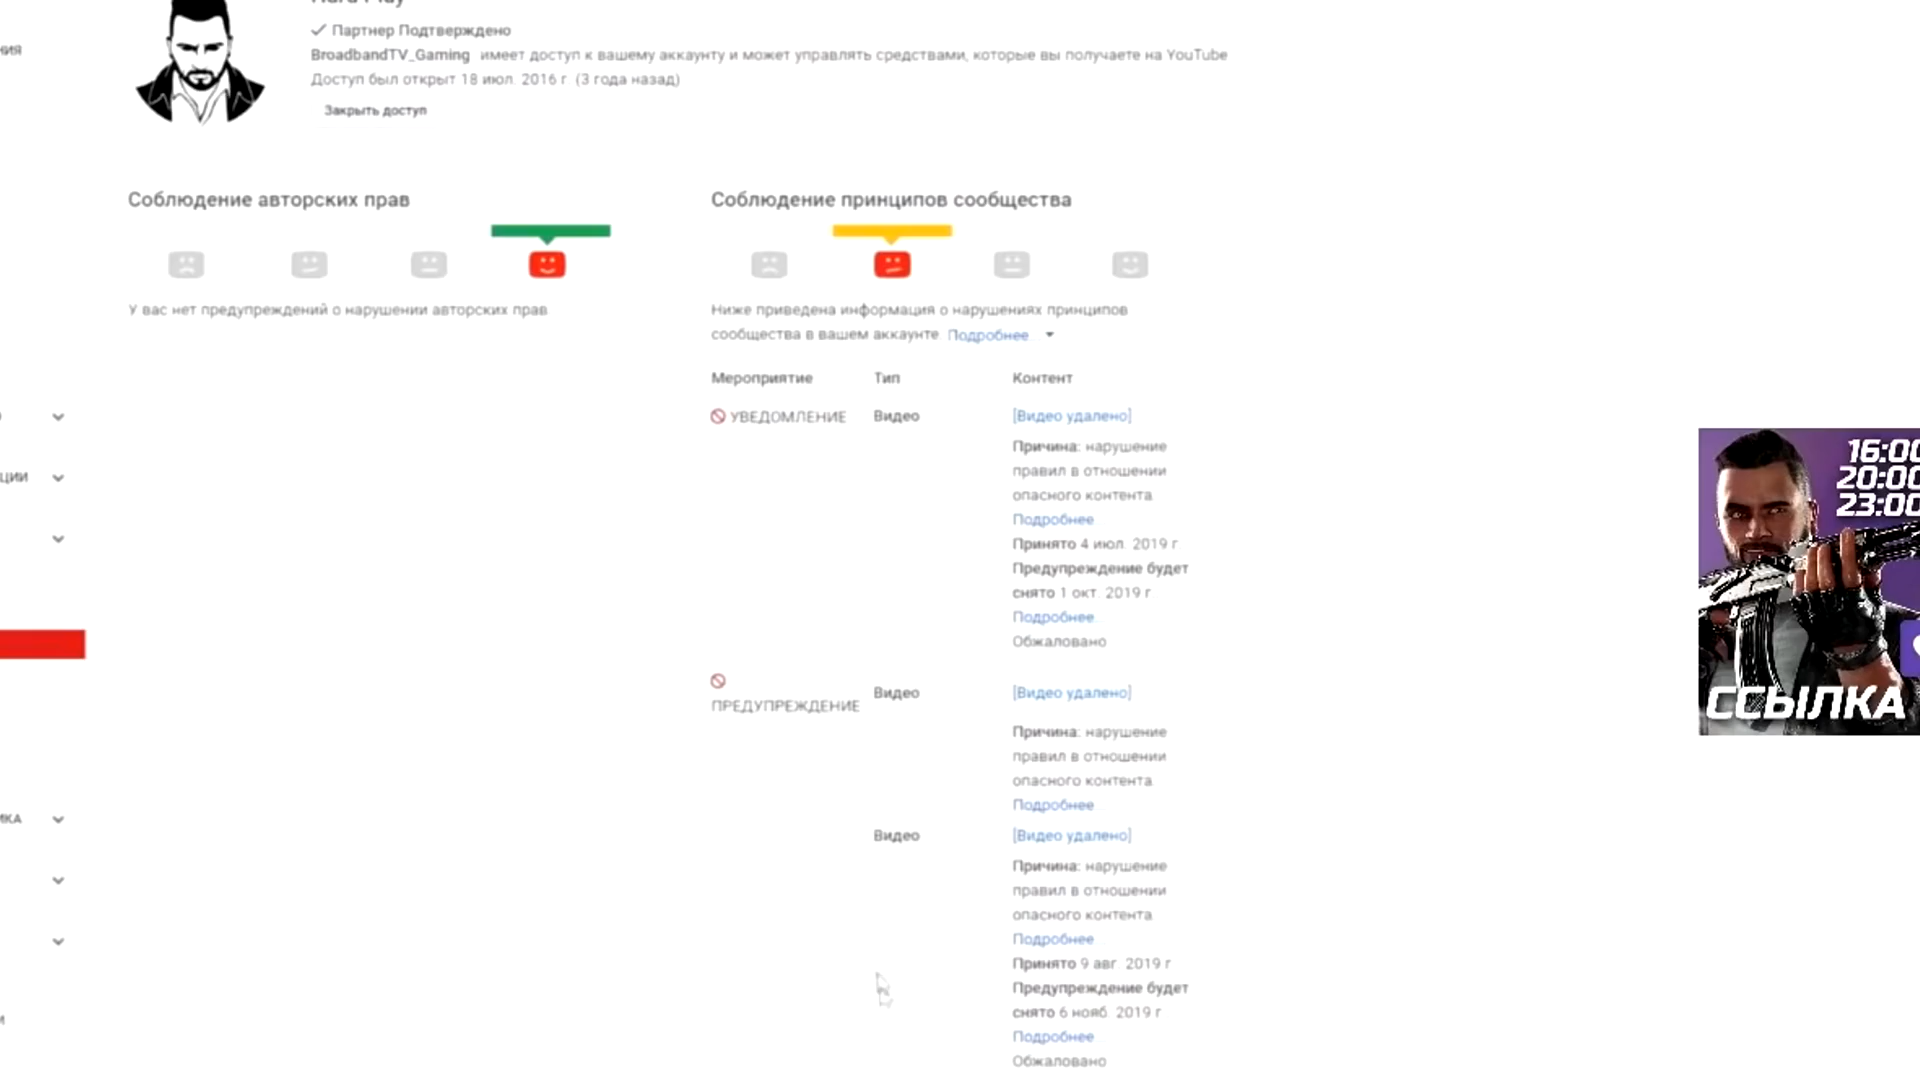 ния
✓ Партнер Подтверждено
BroadbandTV_Gaming имеет доступ к вашему аккаунту и может управлять средствами, которые вы получаете на YouTube
Доступ был открыт 18 июл. 2016 г. (3 года назад)
Закрыть доступ
Соблюдение авторских прав
У вас нет предупреждений о нарушении авторских прав
Соблюдение принципов сообщества
Ниже приведена информация о нарушениях принципов
сообщества в вашем аккаунте. Подробнее...
Мероприятие Тип Контент
УВЕДОМЛЕНИЕ Видео [Видео удалено]
Причина: нарушение
правил в отношении
опасного контента
Подробнее
Принято 4 июл. 2019 г.
Предупреждение будет
снято 1 окт. 2019 г.
Подробнее...
Обжаловано
ПРЕДУПРЕЖДЕНИЕ Видео [Видео удалено]
Причина: нарушение
правил в отношении
опасного контента
Подробнее...
Видео [Видео удалено]
Причина: нарушение
правил в отношении
опасного контента
Подробнее
Принято 9 авг. 2019 г.
Предупреждение будет
снято 6 нояб. 2019 г.
Подробнее
Обжаловано
ции
ИКА
16:00
20:00
23:00
ССЫЛКА